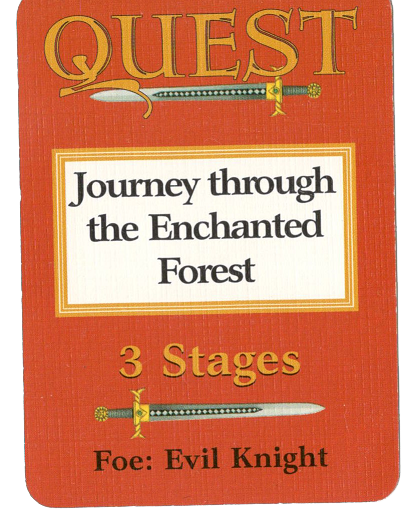 QUEST
Journey through
the Enchanted
Forest
3 Stages
Foe: Evil Knight